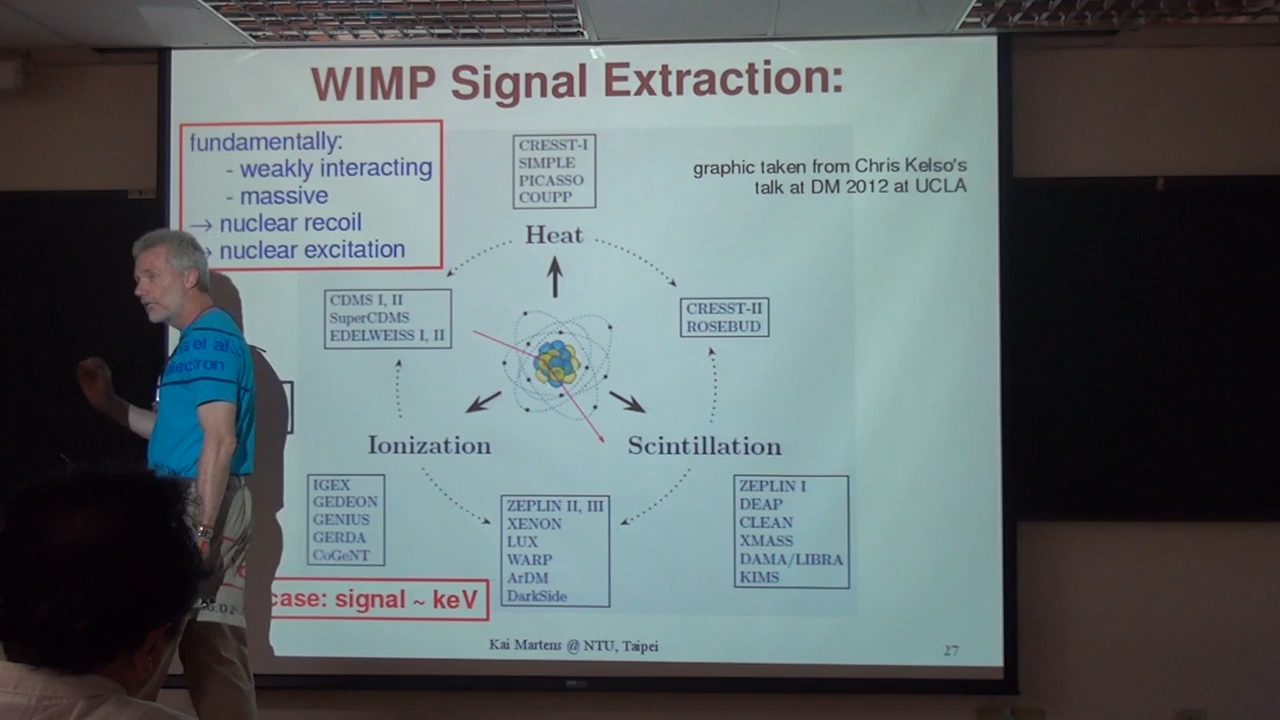 WIMP Signal Extraction:
fundamentally:
- weakly interacting
- massive
→ nuclear recoil
→ nuclear excitation
graphic taken from Chris Kelso's
talk at DM 2012 at UCLA
CRESST-I
SIMPLE
PICASSO
COUPP
Heat
CDMS I, II
SuperCDMS
EDELWEISS I, II
CRESST-II
ROSEBUD
et al
Ionization
Scintillation
IGEX
GEDEON
GENIUS
GERDA
CoGeNT
ZEPLIN II, III
XENON
LUX
WARP
ArDM
DarkSide
ZEPLIN I
DEAP
CLEAN
XMASS
DAMA/LIBRA
KIMS
case: signal ~ keV
Kai Martens @ NTU, Taipei
27